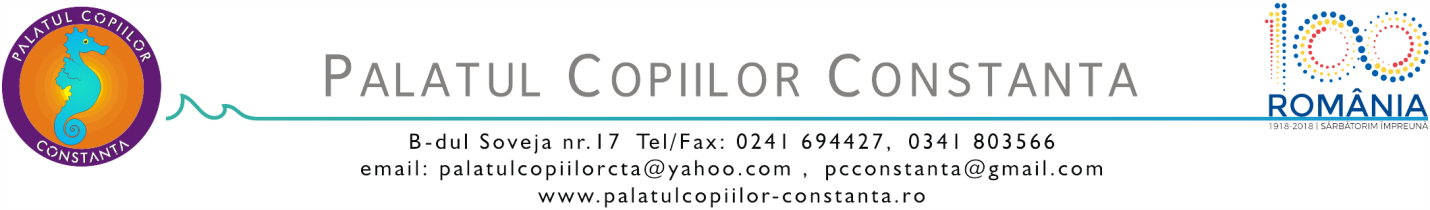 PALATUL COPIILOR
CONSTANTA
PALATUL COPIILOR CONSTANTA
100
ROMÂNIA
1918-2018 | SĂRBĂTORIM ÎMPREUNĂ
B-dul Soveja nr.17 Tel/Fax: 0241 694427, 0341 803566
email: palatulcopiilorcta@yahoo.com , pcconstanta@gmail.com
www.palatulcopiilor-constanta.ro